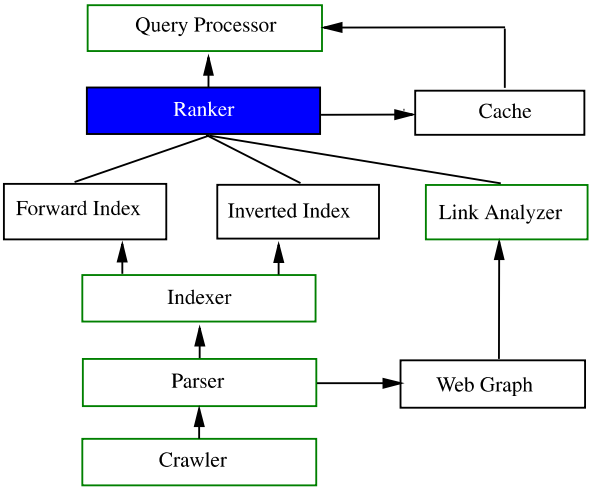 Query Processor
Ranker
Cache
Forward Index
Inverted Index
Link Analyzer
Indexer
Parser
Web Graph
Crawler